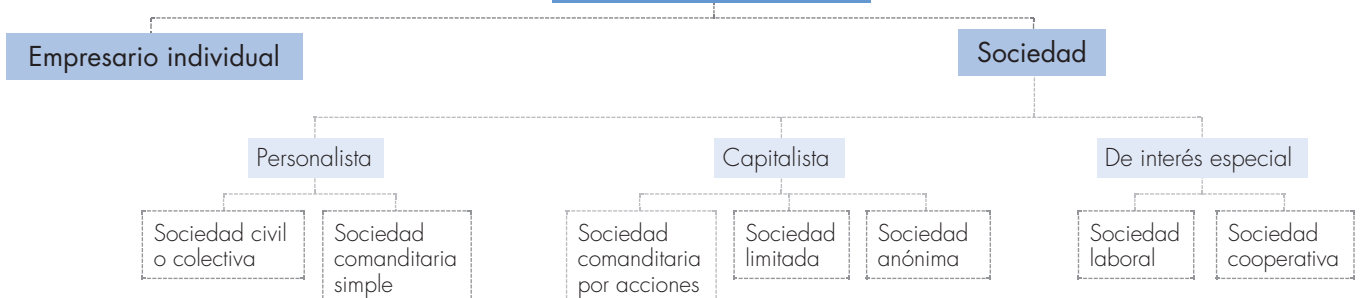 Empresario individual
Sociedad
Personalista
Capitalista
De interés especial
Sociedad civil
o colectiva
Sociedad
comanditaria
simple
Sociedad
comanditaria
por acciones
Sociedad
limitada
Sociedad
anónima
Sociedad
laboral
Sociedad
cooperativa